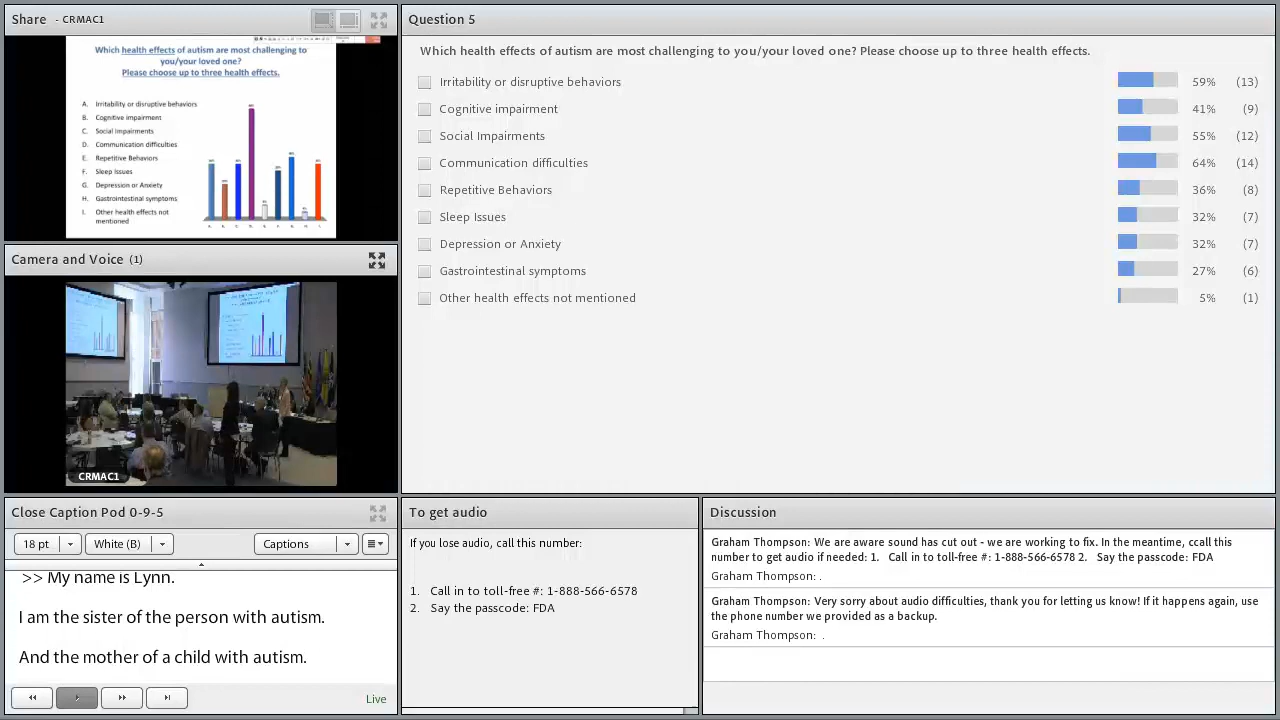 Share - CRMAC1
Which health effects of autism are most challenging to
you/your loved one?
Please choose up to three health effects.
A. Irritability or disruptive behaviors
B. Cognitive impairment
C. Social Impairments
D. Communication difficulties
E. Repetitive Behaviors
F. Sleep Issues
G. Depression or Anxiety
H. Gastrointestinal symptoms
I. Other health effects not
mentioned
Camera and Voice (1)
CRMAC1
Question 5
Which health effects of autism are most challenging to you/your loved one? Please choose up to three health effects.
Irritability or disruptive behaviors 59% (13)
Cognitive impairment 41% (9)
Social Impairments 55% (12)
Communication difficulties 64% (14)
Repetitive Behaviors 36% (8)
Sleep Issues 32% (7)
Depression or Anxiety 32% (7)
Gastrointestinal symptoms 27% (6)
Other health effects not mentioned 5% (1)
Close Caption Pod 0-9-5
18 pt White (B) Captions
>> My name is Lynn.
I am the sister of the person with autism.
And the mother of a child with autism.
Live
To get audio
If you lose audio, call this number:
1. Call in to toll-free #: 1-888-566-6578
2. Say the passcode: FDA
Discussion
Graham Thompson: We are aware sound has cut out - we are working to fix. In the meantime, ccall this
number to get audio if needed: 1. Call in to toll-free #: 1-888-566-6578 2. Say the passcode: FDA
Graham Thompson: .
Graham Thompson: Very sorry about audio difficulties, thank you for letting us know! If it happens again, use
the phone number we provided as a backup.
Graham Thompson: .